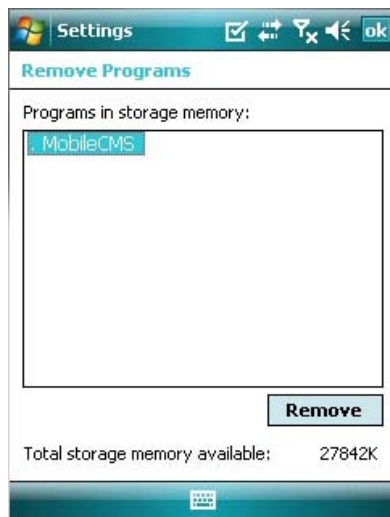 Settings ok
Remove Programs
Programs in storage memory:
. MobileCMS
Remove
Total storage memory available: 27842K